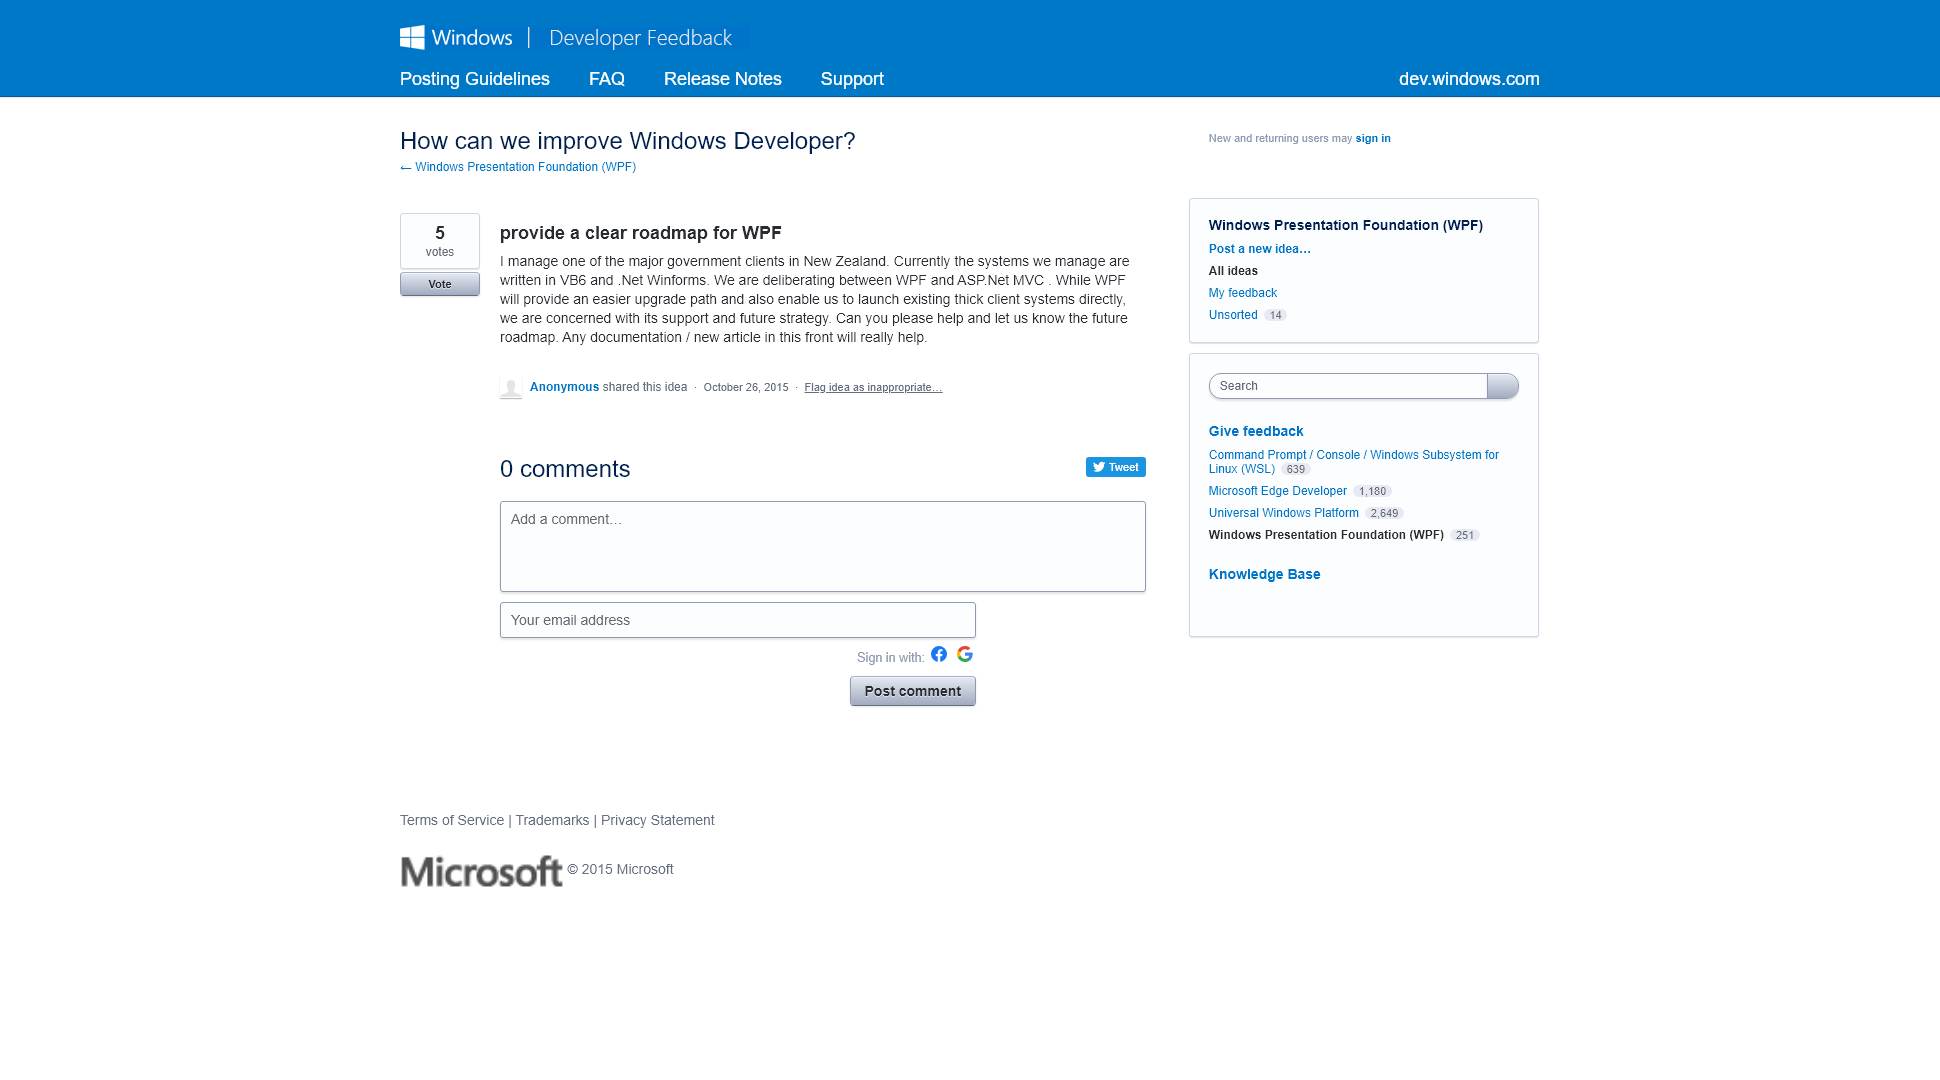 Windows | Developer Feedback
Posting Guidelines FAQ Release Notes Support dev.windows.com
How can we improve Windows Developer?
← Windows Presentation Foundation (WPF)
New and returning users may sign in
5
votes
Vote
provide a clear roadmap for WPF
I manage one of the major government clients in New Zealand. Currently the systems we manage are
written in VB6 and .Net Winforms. We are deliberating between WPF and ASP.Net MVC . While WPF
will provide an easier upgrade path and also enable us to launch existing thick client systems directly,
we are concerned with its support and future strategy. Can you please help and let us know the future
roadmap. Any documentation / new article in this front will really help.
Anonymous shared this idea · October 26, 2015 · Flag idea as inappropriate…
0 comments
Tweet
Add a comment…
Your email address
Sign in with:
Post comment
Windows Presentation Foundation (WPF)
Post a new idea…
All ideas
My feedback
Unsorted 14
Search
Give feedback
Command Prompt / Console / Windows Subsystem for
Linux (WSL) 639
Microsoft Edge Developer 1,180
Universal Windows Platform 2,649
Windows Presentation Foundation (WPF) 251
Knowledge Base
Terms of Service | Trademarks | Privacy Statement
Microsoft © 2015 Microsoft